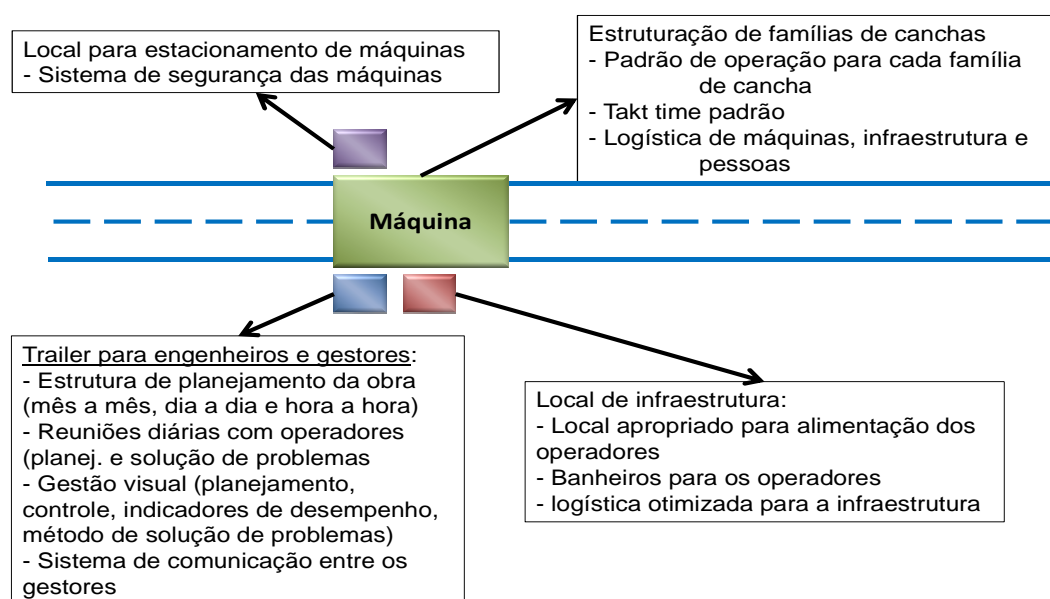 Local para estacionamento de máquinas
- Sistema de segurança das máquinas
Estruturação de famílias de canchas
- Padrão de operação para cada família
de cancha
- Takt time padrão
- Logística de máquinas, infraestrutura e
pessoas
Máquina
Trailer para engenheiros e gestores:
- Estrutura de planejamento da obra
(mês a mês, dia a dia e hora a hora)
- Reuniões diárias com operadores
(planej. e solução de problemas
- Gestão visual (planejamento,
controle, indicadores de desempenho,
método de solução de problemas)
- Sistema de comunicação entre os
gestores
Local de infraestrutura:
- Local apropriado para alimentação dos
operadores
- Banheiros para os operadores
- logística otimizada para a infraestrutura